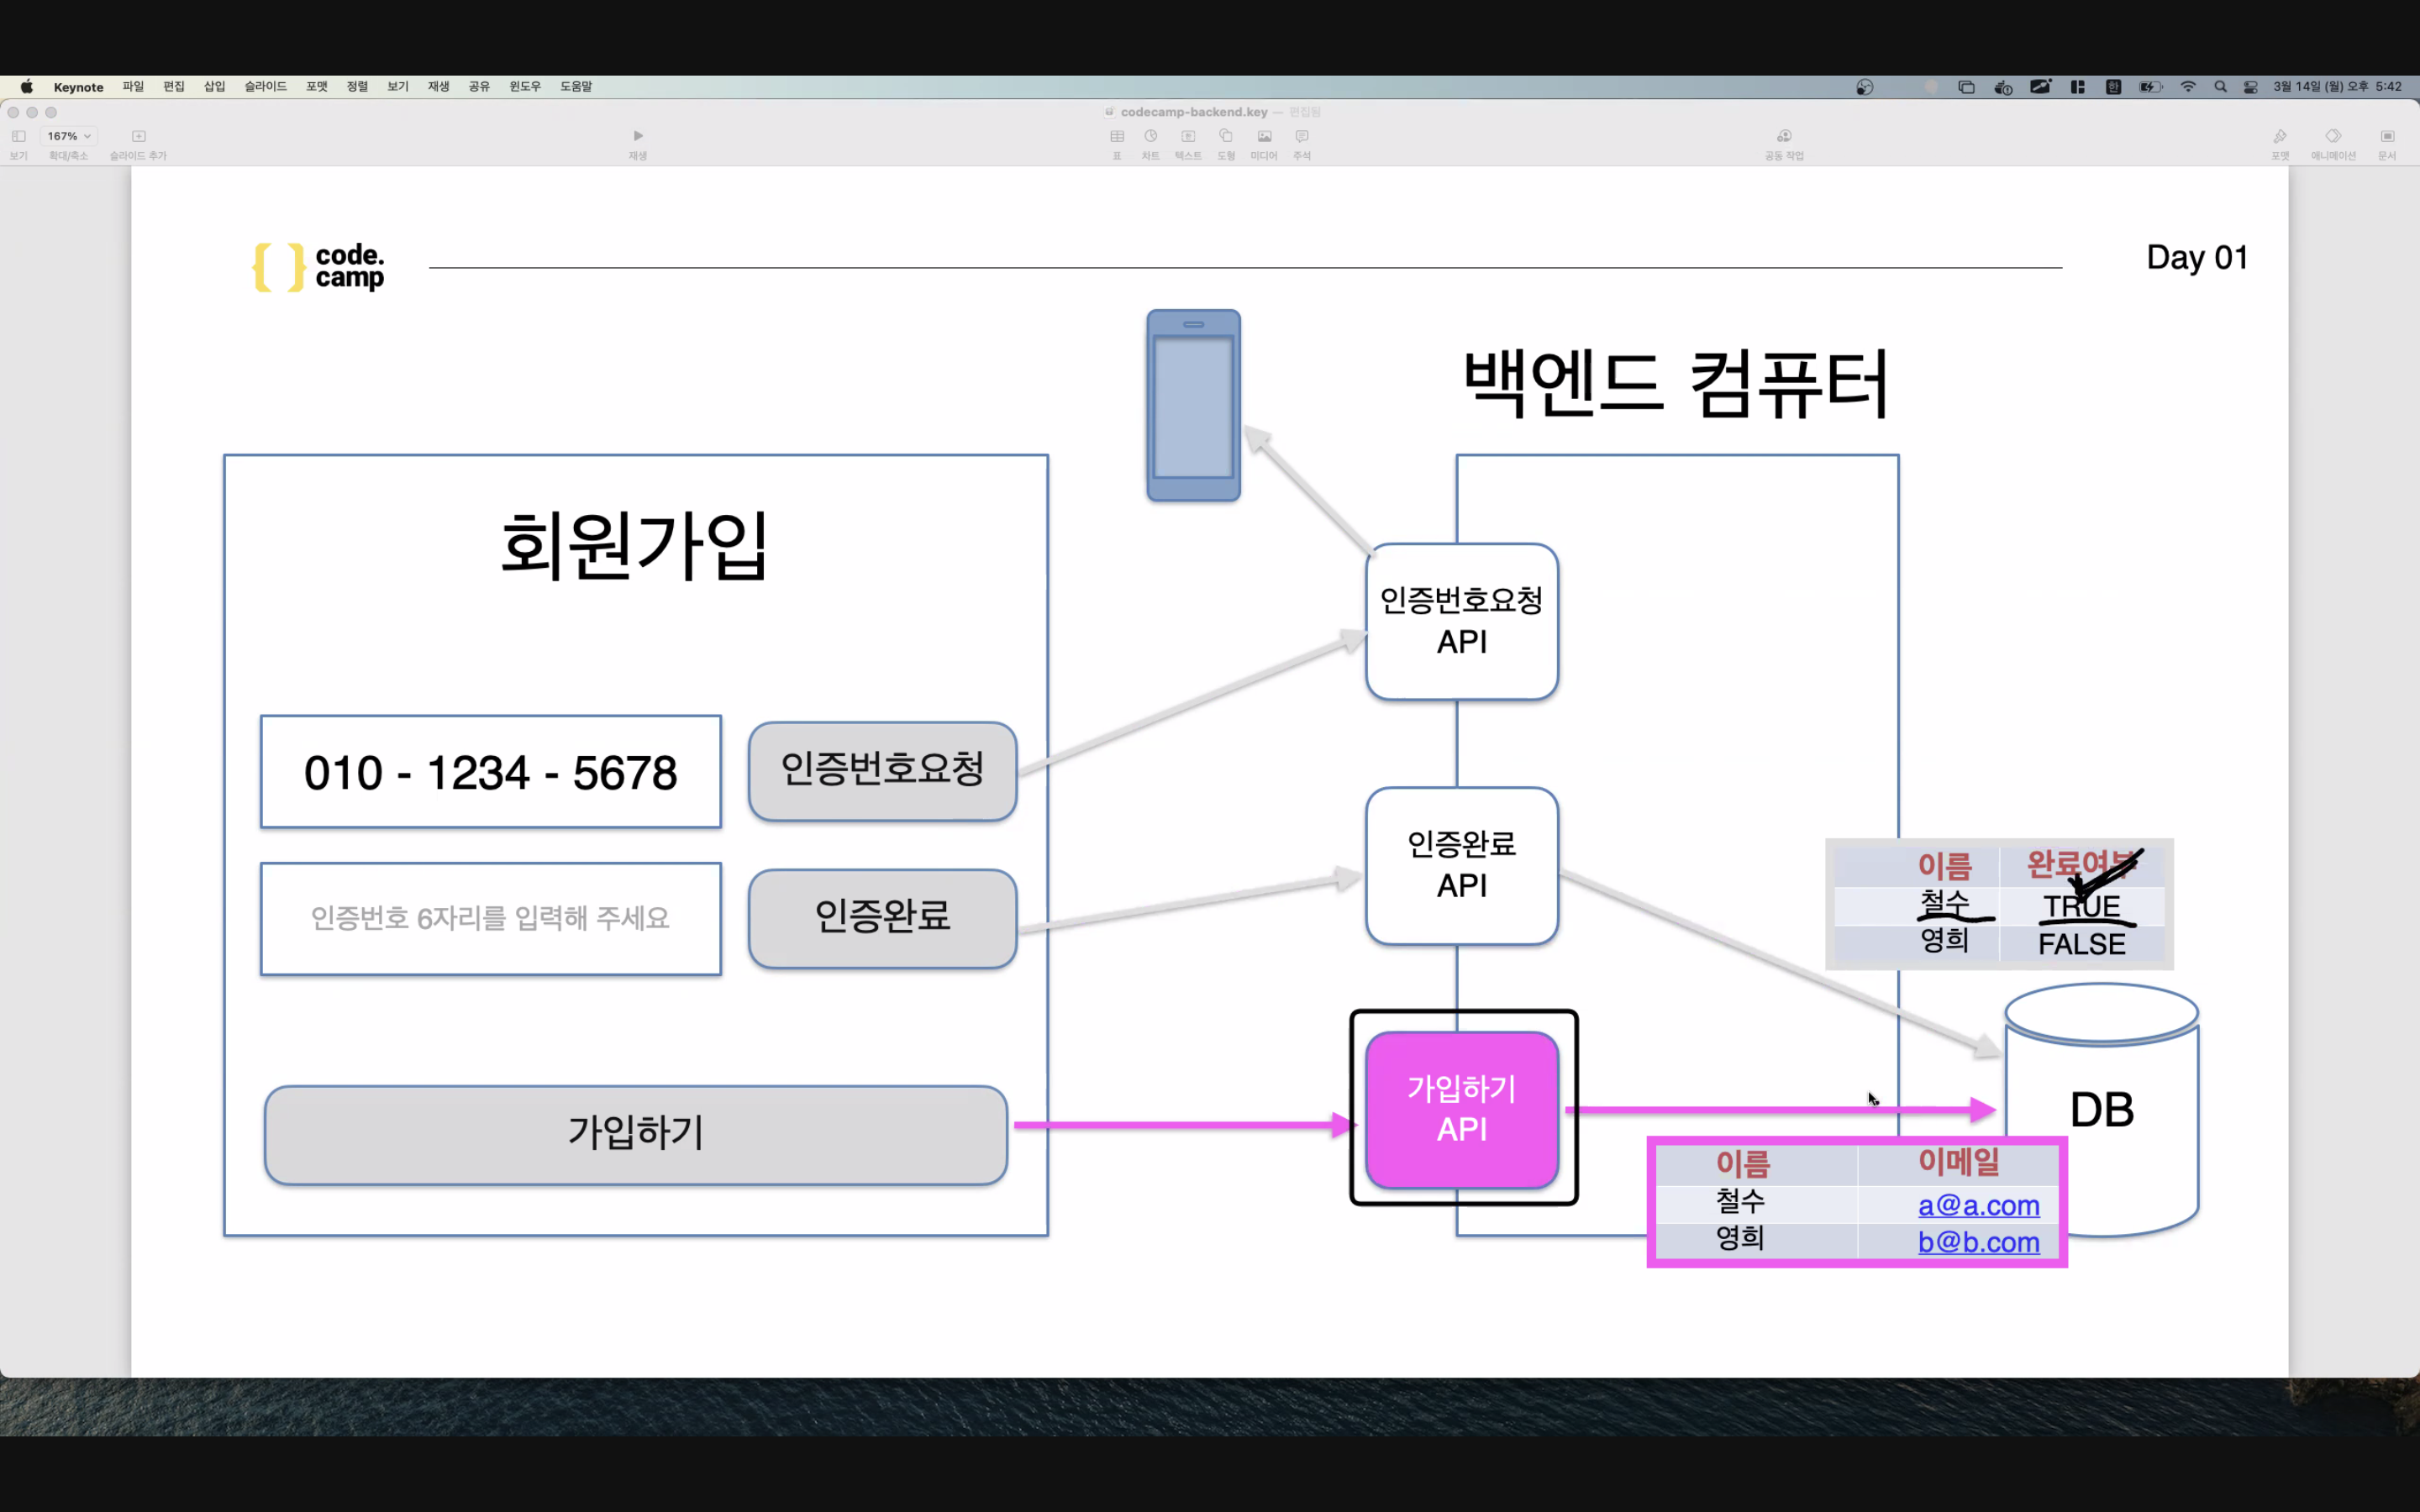 Keynote 파일 편집 삽입 슬라이드 포맷 정렬 보기 재생 공유 윈도우 도움말 3월 14일 (월) 오후 5:42
codecamp-backend.key — 편집됨
167%
보기 확대/축소 슬라이드 추가 재생 표 차트 텍스트 도형 미디어 주석 공동 작업 포맷 애니메이션 문서
{ } code.
camp
Day 01
백엔드 컴퓨터
회원가입
인증번호요청
API
010 - 1234 - 5678
인증번호요청
인증번호 6자리를 입력해 주세요
인증완료
인증완료
API
이름 완료여부
철수 TRUE
영희 FALSE
가입하기
가입하기
API
DB
이름 이메일
철수 a@a.com
영희 b@b.com